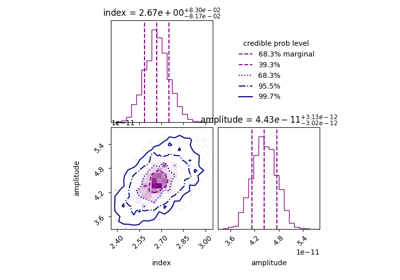 index = 2.67e+00 +8.30e-02 -8.17e-02
credible prob level
68.3% marginal
39.3%
68.3%
95.5%
99.7%
1e-11
amplitude = 4.43e-11 +3.13e-12 -3.02e-12
5.4
4.8
4.2
3.6
amplitude
2.40
2.55
2.70
2.85
3.00
index
3.6
4.2
4.8
5.4
1e-11
amplitude